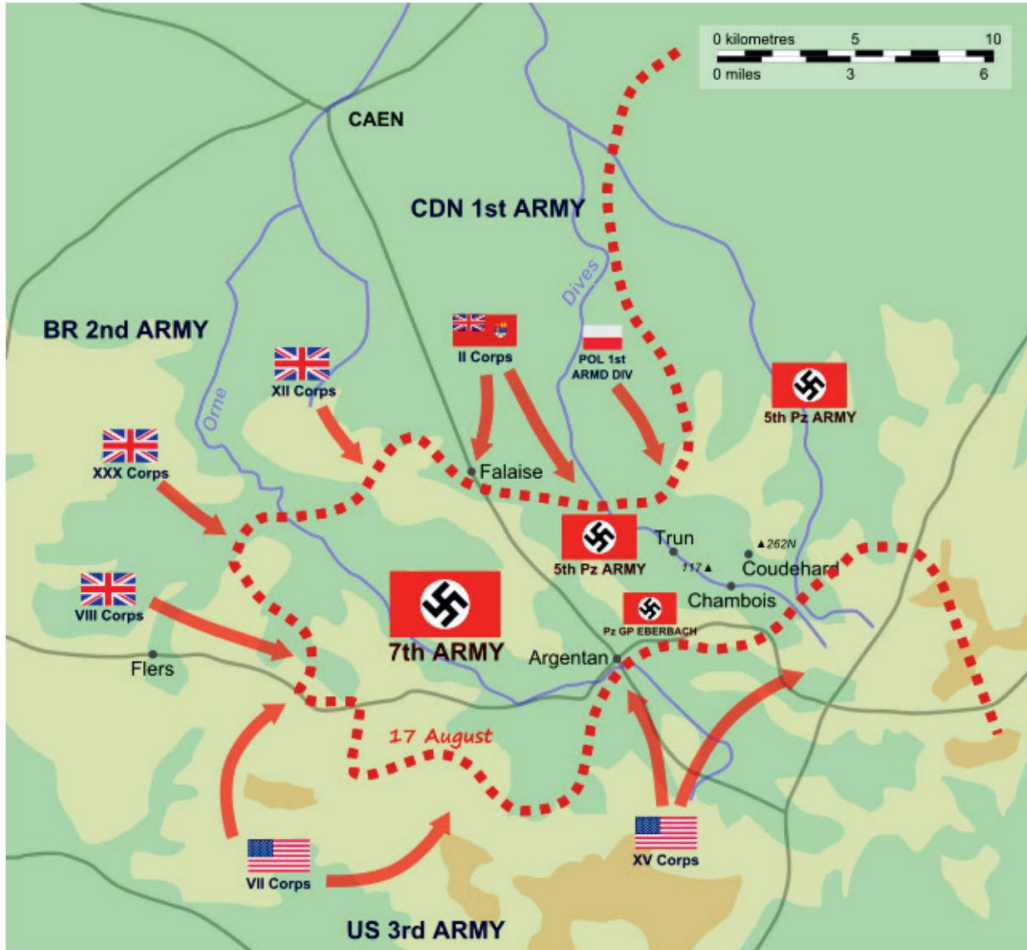 0 kilometres 5 10
0 miles 3 6
CAEN
CDN 1st ARMY
Dives
BR 2nd ARMY
II Corps
POL 1st
ARMD DIV
XII Corps
5th Pz ARMY
Orne
XXX Corps
Falaise
Trun
262N
5th Pz ARMY
117
Coudehard
VIII Corps
Chambois
Pz GP EBERBACH
7th ARMY
Argentan
Flers
17 August
VII Corps
XV Corps
US 3rd ARMY